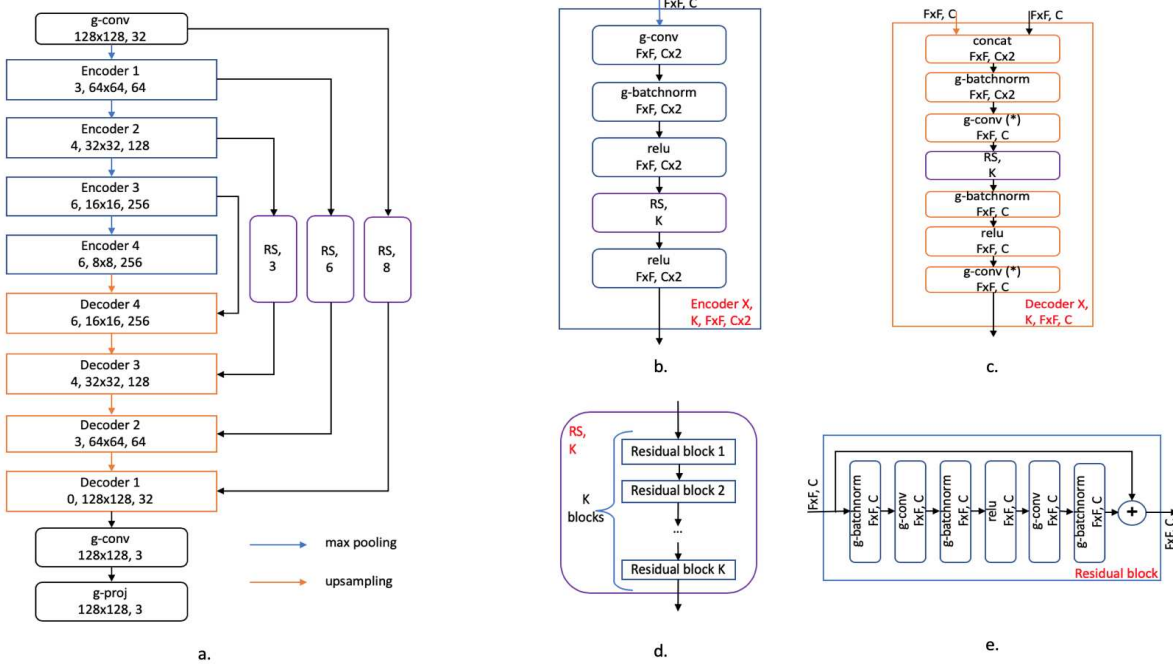 g-conv
128x128, 32
Encoder 1
3, 64x64, 64
Encoder 2
4, 32x32, 128
Encoder 3
6, 16x16, 256
Encoder 4
6, 8x8, 256
Decoder 4
6, 16x16, 256
Decoder 3
4, 32x32, 128
Decoder 2
3, 64x64, 64
Decoder 1
0, 128x128, 32
g-conv
128x128, 3
g-proj
128x128, 3
RS,
3
RS,
6
RS,
8
max pooling
upsampling
a.
FxF, C
g-conv
FxF, Cx2
g-batchnorm
FxF, Cx2
relu
FxF, Cx2
RS,
K
relu
FxF, Cx2
Encoder X,
K, FxF, Cx2
b.
FxF, C
FxF, C
concat
FxF, Cx2
g-batchnorm
FxF, Cx2
g-conv (*)
FxF, C
RS,
K
g-batchnorm
FxF, C
relu
FxF, C
g-conv (*)
FxF, C
Decoder X,
K, FxF, C
c.
RS,
K
K
blocks
Residual block 1
Residual block 2
...
Residual block K
d.
FxF, C
g-batchnorm
FxF, C
g-conv
FxF, C
g-batchnorm
FxF, C
relu
FxF, C
g-conv
FxF, C
g-batchnorm
FxF, C
+
FxF, C
Residual block
e.